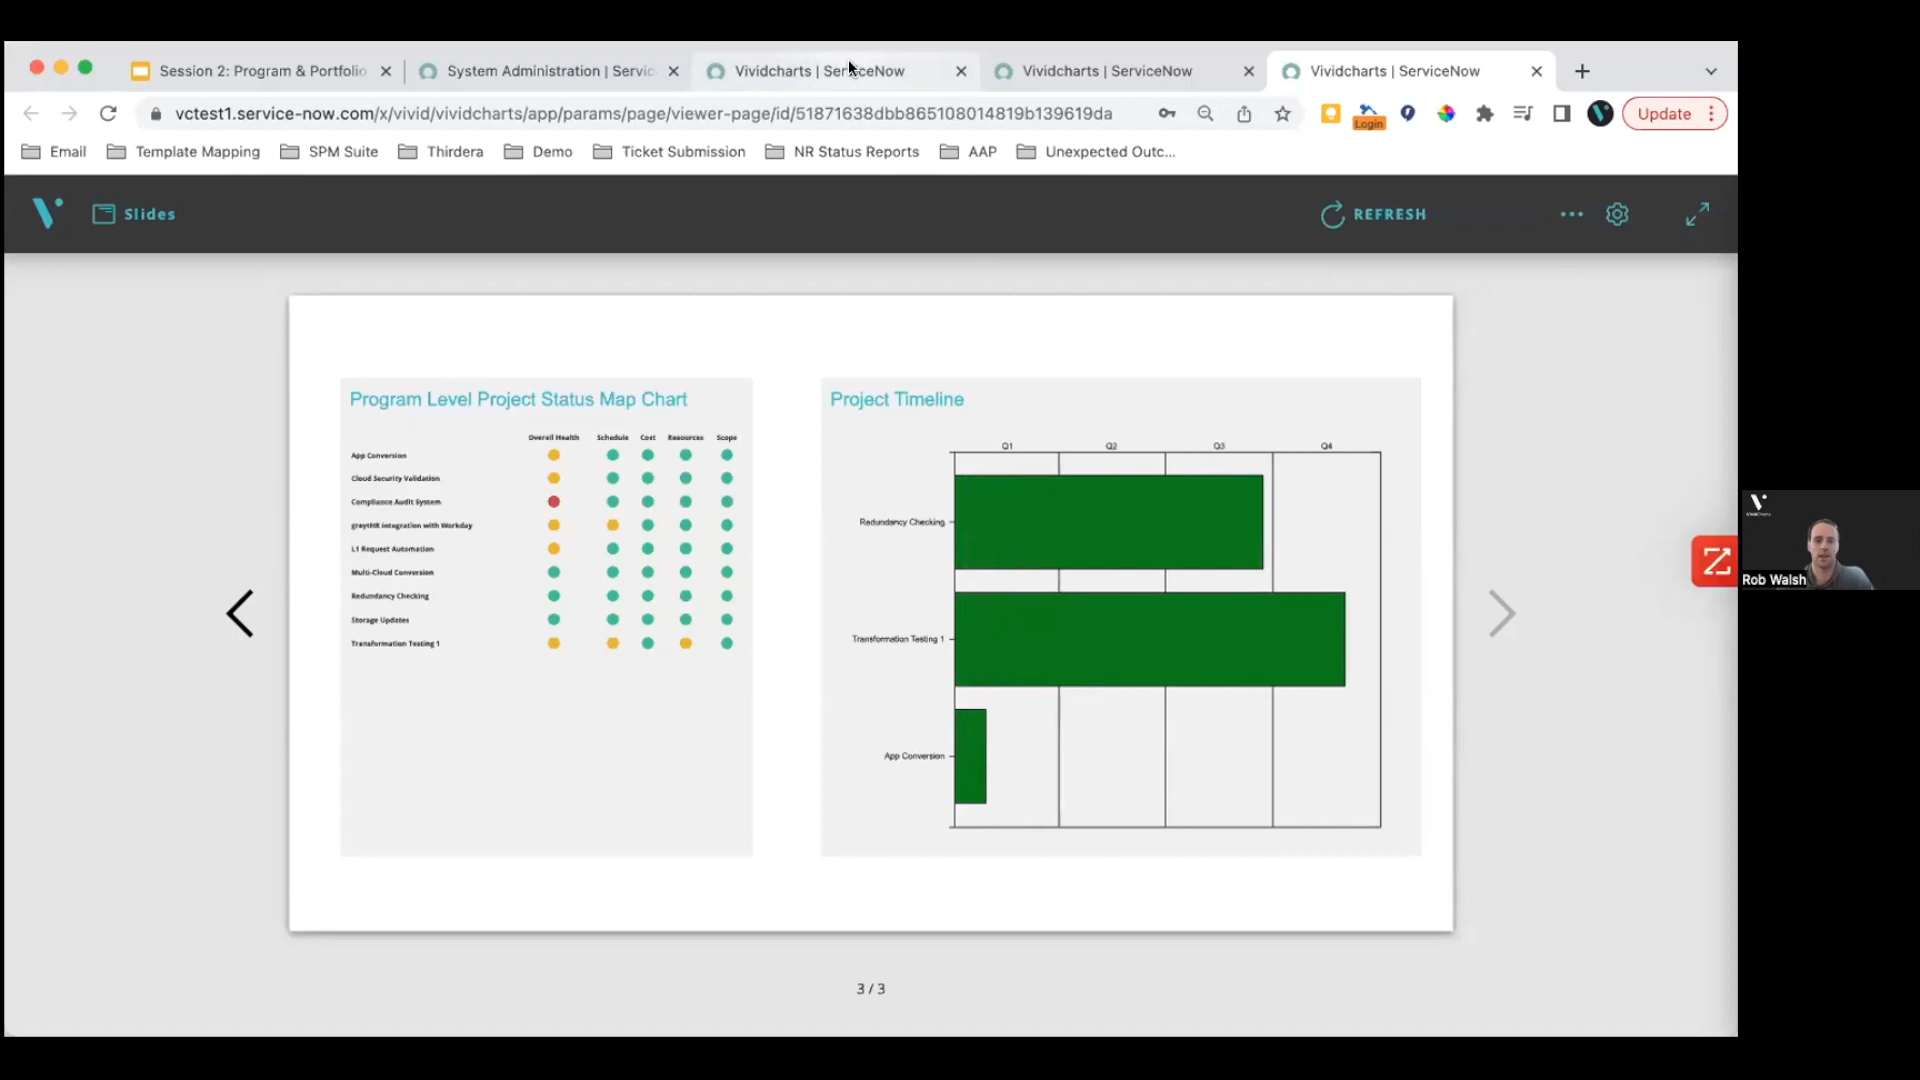 Session 2: Program & Portfolio
System Administration | Servic
Vividcharts | ServiceNow
Vividcharts | ServiceNow
Vividcharts | ServiceNow
vctest1.service-now.com/x/vivid/vividcharts/app/params/page/viewer-page/id/51871638dbb865108014819b139619da
Login
Update
Email
Template Mapping
SPM Suite
Thirdera
Demo
Ticket Submission
NR Status Reports
AAP
Unexpected Outc...
Slides
REFRESH
Program Level Project Status Map Chart
Overall Health Schedule Cost Resources Scope
App Conversion
Cloud Security Validation
Compliance Audit System
greytHR integration with Workday
L1 Request Automation
Multi-Cloud Conversion
Redundancy Checking
Storage Updates
Transformation Testing 1
Project Timeline
Q1 Q2 Q3 Q4
Redundancy Checking
Transformation Testing 1
App Conversion
3 / 3
Rob Walsh